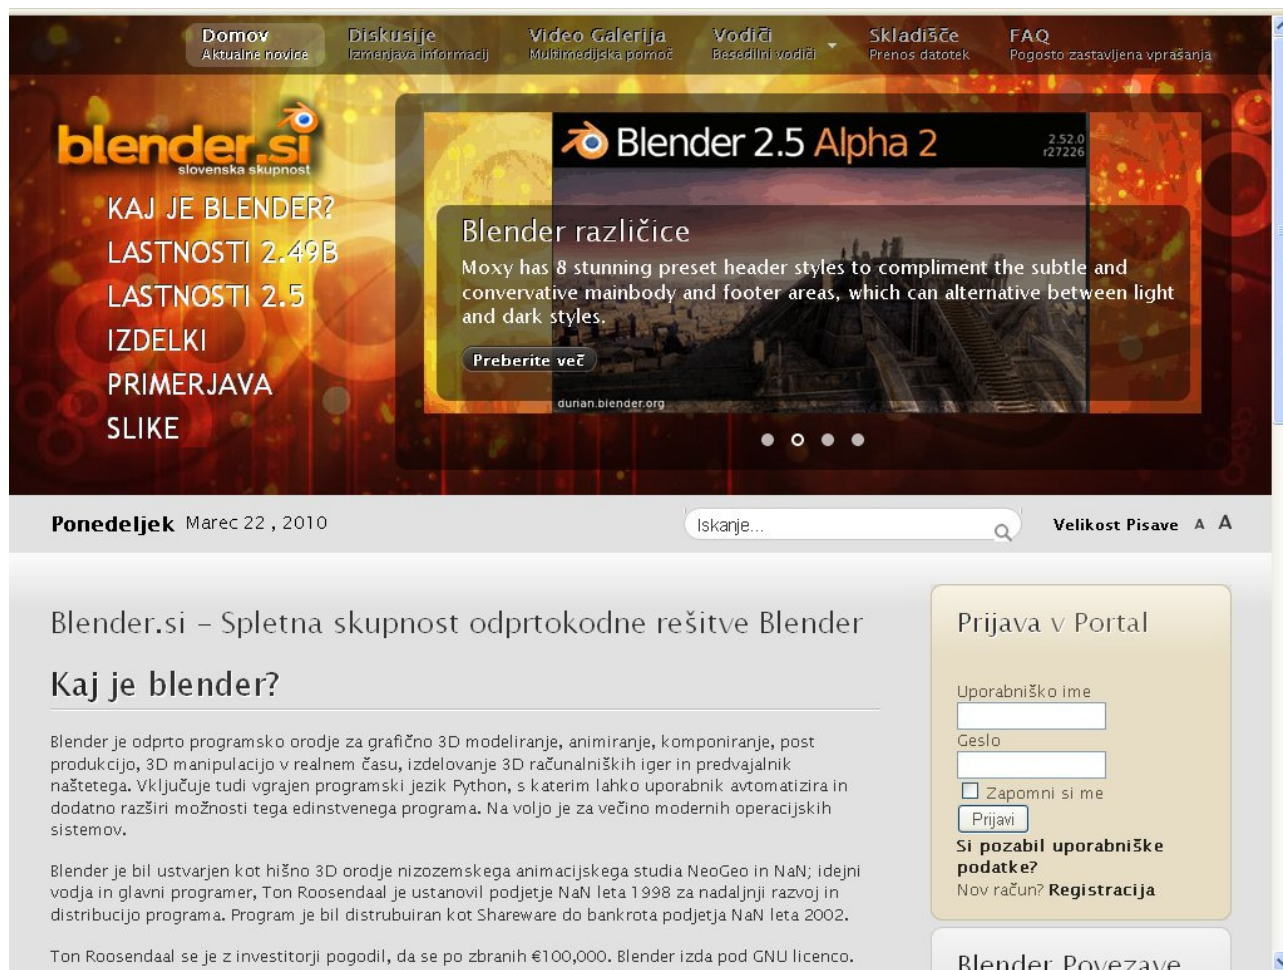 Domov
Aktualne novice
Diskusije
Izmenjava informacij
Video Galerija
Multimedijska pomoč
Vodiči
Besedilni vodiči
Skladišče
Prenos datotek
FAQ
Pogosto zastavljena vprašanja
blender.si
slovenska skupnost
KAJ JE BLENDER?
LASTNOSTI 2.49B
LASTNOSTI 2.5
IZDELKI
PRIMERJAVA
SLIKE
Blender 2.5 Alpha 2
2.52.0
r27226
Blender različice
Moxy has 8 stunning preset header styles to compliment the subtle and
convervative mainbody and footer areas, which can alternative between light
and dark styles.
Preberite več
durian.blender.org
Ponedeljek Marec 22 , 2010
Iskanje...
Velikost Pisave A A
Blender.si – Spletna skupnost odprtokodne rešitve Blender
Kaj je blender?
Blender je odprto programsko orodje za grafično 3D modeliranje, animiranje, komponiranje, post
produkcijo, 3D manipulacijo v realnem času, izdelovanje 3D računalniških iger in predvajalnik
naštetega. Vključuje tudi vgrajen programski jezik Python, s katerim lahko uporabnik avtomatizira in
dodatno razširi možnosti tega edinstvenega programa. Na voljo je za večino modernih operacijskih
sistemov.
Blender je bil ustvarjen kot hišno 3D orodje nizozemskega animacijskega studia NeoGeo in NaN; idejni
vodja in glavni programer, Ton Roosendaal je ustanovil podjetje NaN leta 1998 za nadaljnji razvoj in
distribucijo programa. Program je bil distrubuiran kot Shareware do bankrota podjetja NaN leta 2002.
Ton Roosendaal se je z investitorji pogodil, da se po zbranih €100,000. Blender izda pod GNU licenco.
Prijava v Portal
Uporabniško ime
Geslo
Zapomni si me
Prijavi
Si pozabil uporabniške
podatke?
Nov račun? Registracija
Blender Povezave